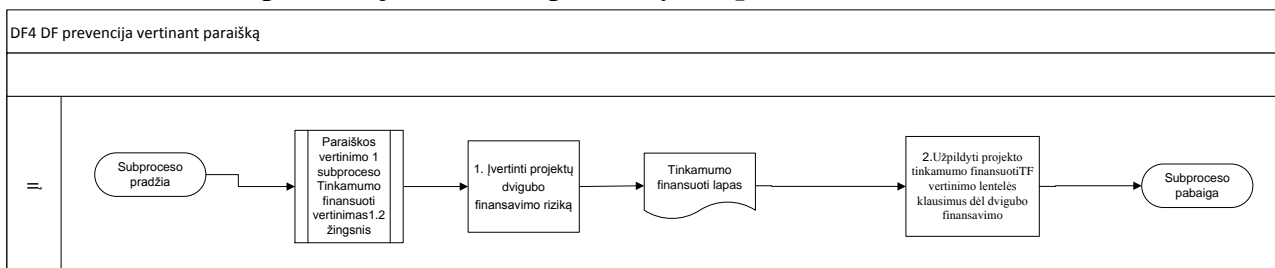 DF4 DF prevencija vertinant paraišką
Į
Subproceso
pradžia
Paraiškos
vertinimo 1
subproceso
Tinkamumo
finansuoti
vertinimas1.2
žingsnis
1. Įvertinti projektų
dvigubo
finansavimo riziką
Tinkamumo
finansuoti lapas
2.Užpildyti projekto
tinkamumo finansuotiTF
vertinimo lentelės
klausimus dėl dvigubo
finansavimo
Subproceso
pabaiga